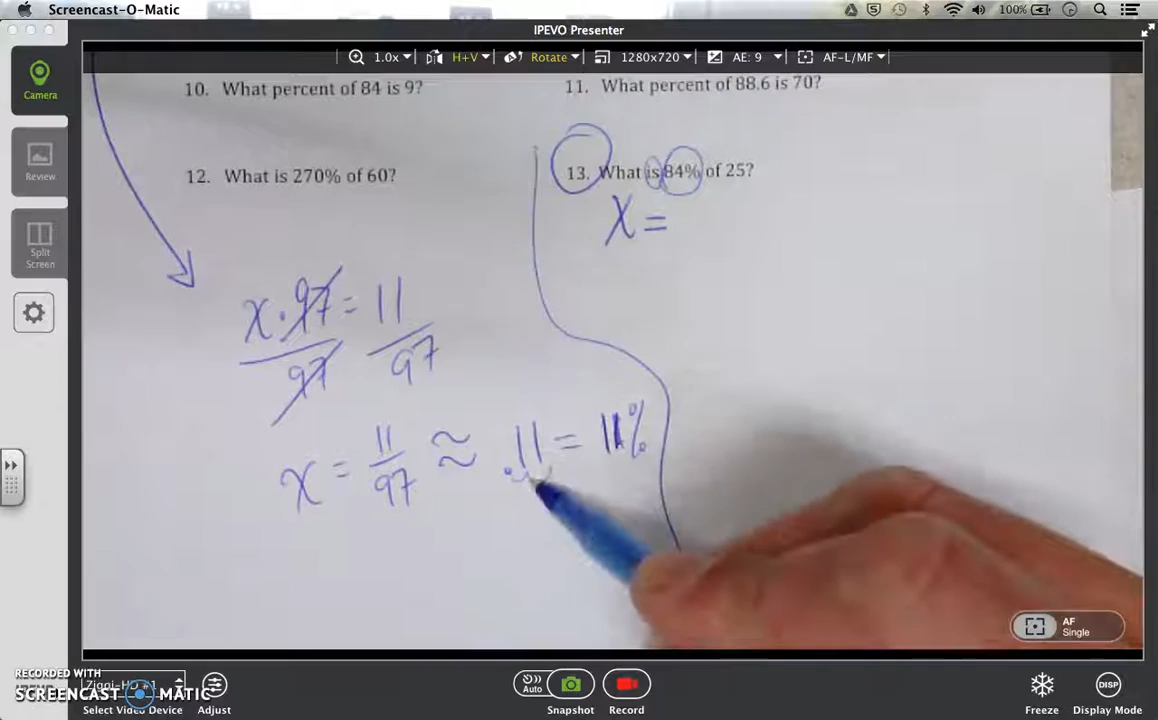 Screencast-O-Matic
100%
IPEVO Presenter
1.0x H+V Rotate 1280x720 AE: 9 AF-L/MF
Camera
Review
Split
Screen
10. What percent of 84 is 9?
11. What percent of 88.6 is 70?
12. What is 270% of 60?
13. What is 84% of 25?
x =
x · 97 = 11
97 97
x = 11/97 ≈ .11 = 11%
AF
Single
RECORDED WITH
SCREENCAST MATIC
Select Video Device
Adjust
Auto
Snapshot
Record
Freeze
DISP
Display Mode